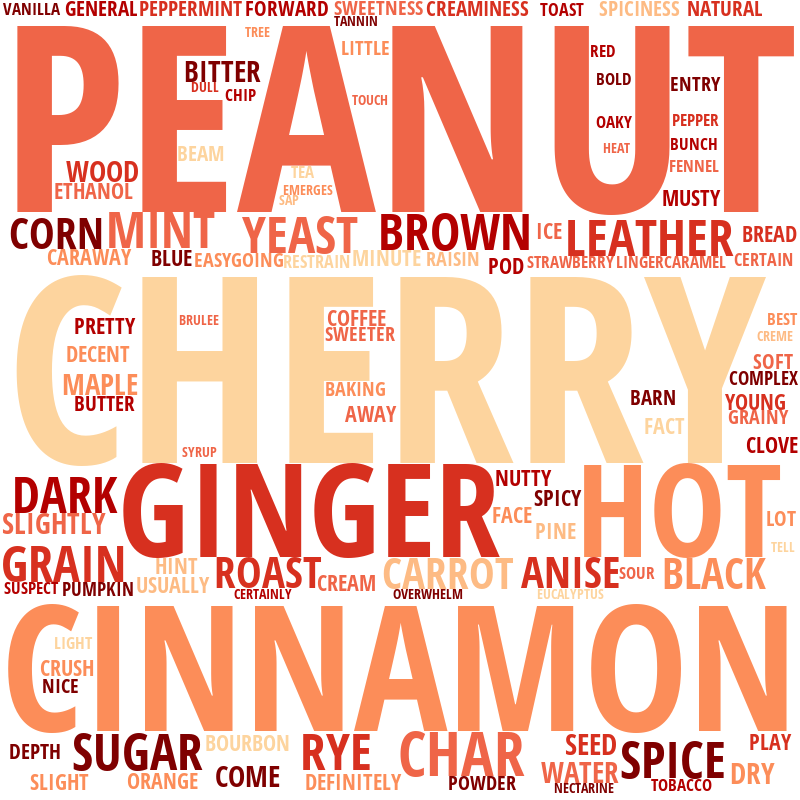 VANILLA GENERAL PEPPERMINT FORWARD SWEETNESS CREAMINESS TOAST SPICINESS NATURAL
TANNIN
TREE
PEANUT
LITTLE
RED
BITTER
BOLD
ENTRY
DULL
CHIP
TOUCH
OAKY
PEPPER
BEAM
HEAT
BUNCH
FENNEL
WOOD
TEA
ETHANOL
EMERGES
SAP
MUSTY
CORN MINT YEAST BROWN ICE LEATHER BREAD
CARAWAY BLUE EASYGOING RESTRAIN MINUTE RAISIN POD STRAWBERRY LINGER CARAMEL CERTAIN
CHERRY
PRETTY
BRULEE
COFFEE
SWEETER
BEST
CREME
DECENT
SOFT
MAPLE
BAKING
COMPLEX
BUTTER
AWAY
BARN
YOUNG
GRAINY
FACT
CLOVE
SYRUP
DARK GINGER NUTTY HOT
SPICY
SLIGHTLY
FACE
PINE
LOT
TELL
GRAIN
HINT
ROAST
CREAM
CARROT ANISE SOUR BLACK
SUSPECT PUMPKIN USUALLY
CERTAINLY
OVERWHELM
EUCALYPTUS
CINNAMON
LIGHT
CRUSH
NICE
DEPTH SUGAR BOURBON RYE CHAR SEED SPICE PLAY
SLIGHT ORANGE COME DEFINITELY POWDER WATER DRY
NECTARINE TOBACCO